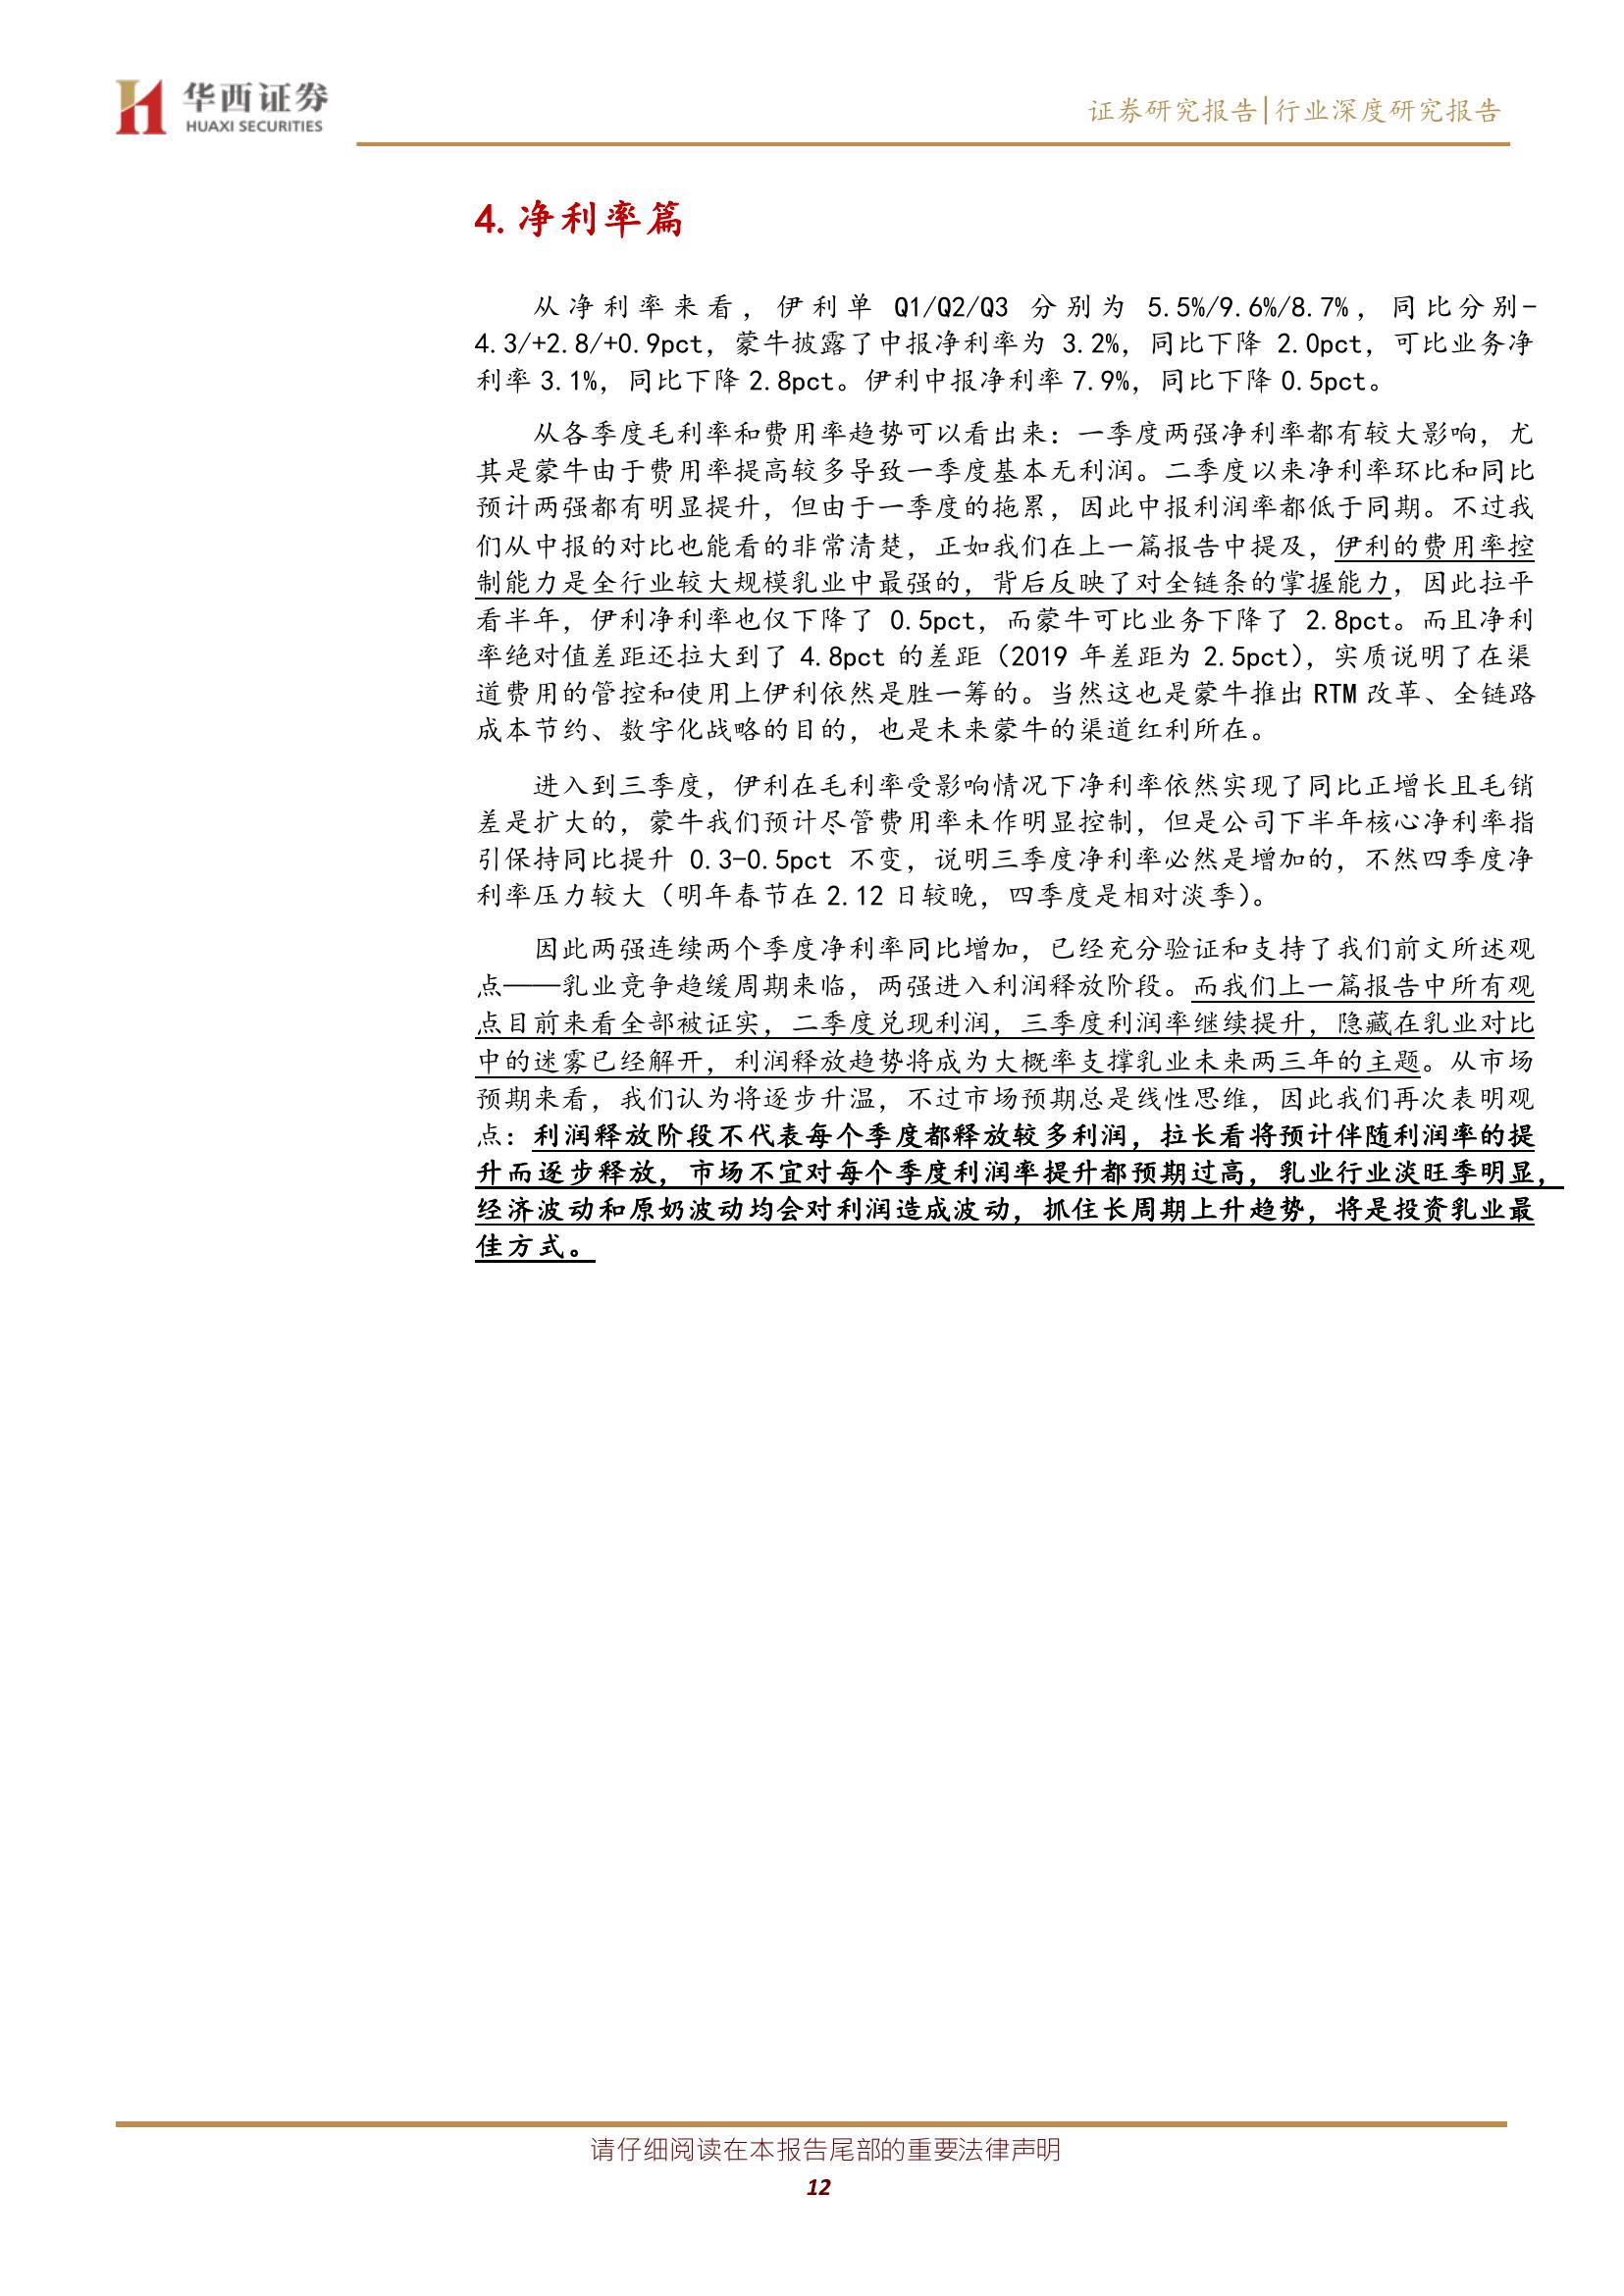 华西证券
HUAXI SECURITIES
证券研究报告|行业深度研究报告
4.净利率篇
从净利率来看，伊利单 Q1/Q2/Q3 分别为 5.5%/9.6%/8.7%，同比分别-
4.3/+2.8/+0.9pct，蒙牛披露了中报净利率为 3.2%，同比下降 2.0pct，可比业务净
利率 3.1%，同比下降 2.8pct。伊利中报净利率 7.9%，同比下降 0.5pct。
从各季度毛利率和费用率趋势可以看出来：一季度两强净利率都有较大影响，尤
其是蒙牛由于费用率提高较多导致一季度基本无利润。二季度以来净利率环比和同比
预计两强都有明显提升，但由于一季度的拖累，因此中报利润率都低于同期。不过我
们从中报的对比也能看的非常清楚，正如我们在上一篇报告中提及，伊利的费用率控
制能力是全行业较大规模乳业中最强的，背后反映了对全链条的掌握能力，因此拉平
看半年，伊利净利率也仅下降了 0.5pct，而蒙牛可比业务下降了 2.8pct。而且净利
率绝对值差距还拉大到了 4.8pct 的差距（2019 年差距为 2.5pct），实质说明了在渠
道费用的管控和使用上伊利依然是胜一筹的。当然这也是蒙牛推出 RTM 改革、全链路
成本节约、数字化战略的目的，也是未来蒙牛的渠道红利所在。
进入到三季度，伊利在毛利率受影响情况下净利率依然实现了同比正增长且毛销
差是扩大的，蒙牛我们预计尽管费用率未作明显控制，但是公司下半年核心净利率指
引保持同比提升 0.3-0.5pct 不变，说明三季度净利率必然是增加的，不然四季度净
利率压力较大（明年春节在 2.12 日较晚，四季度是相对淡季）。
因此两强连续两个季度净利率同比增加，已经充分验证和支持了我们前文所述观
点——乳业竞争趋缓周期来临，两强进入利润释放阶段。而我们上一篇报告中所有观
点目前来看全部被证实，二季度兑现利润，三季度利润率继续提升，隐藏在乳业对比
中的迷雾已经解开，利润释放趋势将成为大概率支撑乳业未来两三年的主题。从市场
预期来看，我们认为将逐步升温，不过市场预期总是线性思维，因此我们再次表明观
点：利润释放阶段不代表每个季度都释放较多利润，拉长看将预计伴随利润率的提
升而逐步释放，市场不宜对每个季度利润率提升都预期过高，乳业行业淡旺季明显，
经济波动和原奶波动均会对利润造成波动，抓住长周期上升趋势，将是投资乳业最
佳方式。
请仔细阅读在本报告尾部的重要法律声明
12